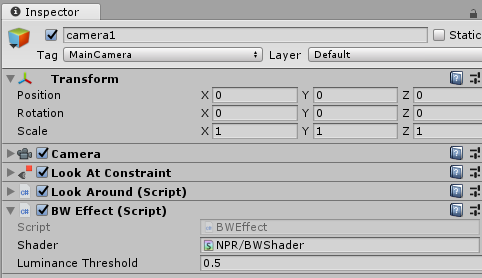 Inspector
camera1 Static
Tag MainCamera Layer Default
Transform
Position X 0 Y 0 Z 0
Rotation X 0 Y 0 Z 0
Scale X 1 Y 1 Z 1
Camera
Look At Constraint
c# Look Around (Script)
c# BW Effect (Script)
Script c# BWEffect
Shader S NPR/BWShader
Luminance Threshold 0.5